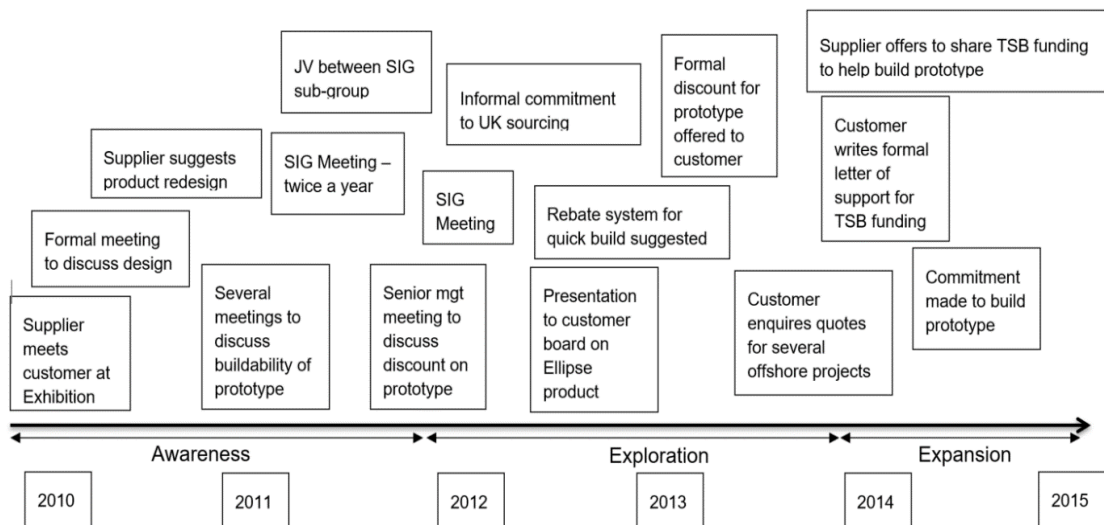 Supplier offers to share TSB funding
to help build prototype
JV between SIG
sub-group
Formal
discount for
prototype
offered to
customer
Informal commitment
to UK sourcing
Customer
writes formal
letter of
support for
TSB funding
Supplier suggests
product redesign
SIG Meeting –
twice a year
SIG
Meeting
Rebate system for
quick build suggested
Formal meeting
to discuss design
Supplier
meets
customer at
Exhibition
Several
meetings to
discuss
buildability of
prototype
Senior mgt
meeting to
discuss
discount on
prototype
Presentation
to customer
board on
Ellipse
product
Customer
enquires quotes
for several
offshore projects
Commitment
made to build
prototype
Awareness
Exploration
Expansion
2010
2011
2012
2013
2014
2015